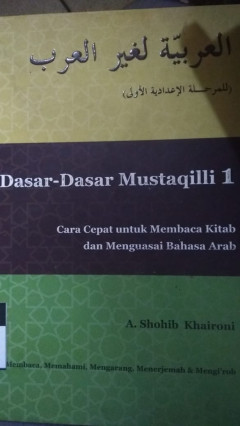 العربيّة لغير العرب
(للمرحلة الإعدادية الأولى)
Dasar-Dasar Mustaqilli 1
Cara Cepat untuk Membaca Kitab
dan Menguasai Bahasa Arab
A. Shohib Khaironi
Membaca, Memahami, Mengarang, Menerjemah & Mengi'rab